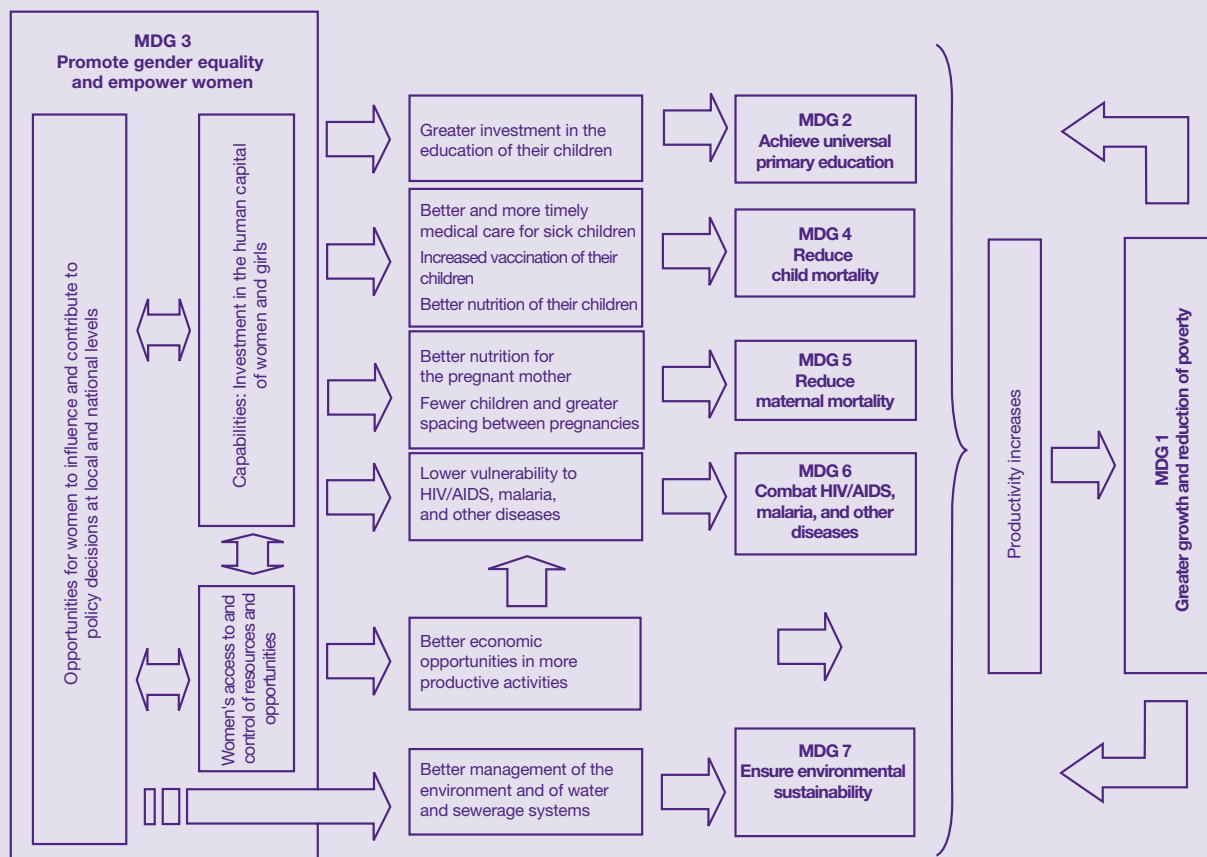 MDG 3
Promote gender equality
and empower women
Opportunities for women to influence and contribute to
policy decisions at local and national levels
Capabilities: Investment in the human capital
of women and girls
Women's access to and
control of resources and
opportunities
Greater investment in the
education of their children
Better and more timely
medical care for sick children
Increased vaccination of their
children
Better nutrition of their children
Better nutrition for
the pregnant mother
Fewer children and greater
spacing between pregnancies
Lower vulnerability to
HIV/AIDS, malaria,
and other diseases
Better economic
opportunities in more
productive activities
Better management of the
environment and of water
and sewerage systems
MDG 2
Achieve universal
primary education
MDG 4
Reduce
child mortality
MDG 5
Reduce
maternal mortality
MDG 6
Combat HIV/AIDS,
malaria, and other
diseases
MDG 7
Ensure environmental
sustainability
Productivity increases
MDG 1
Greater growth and reduction of poverty